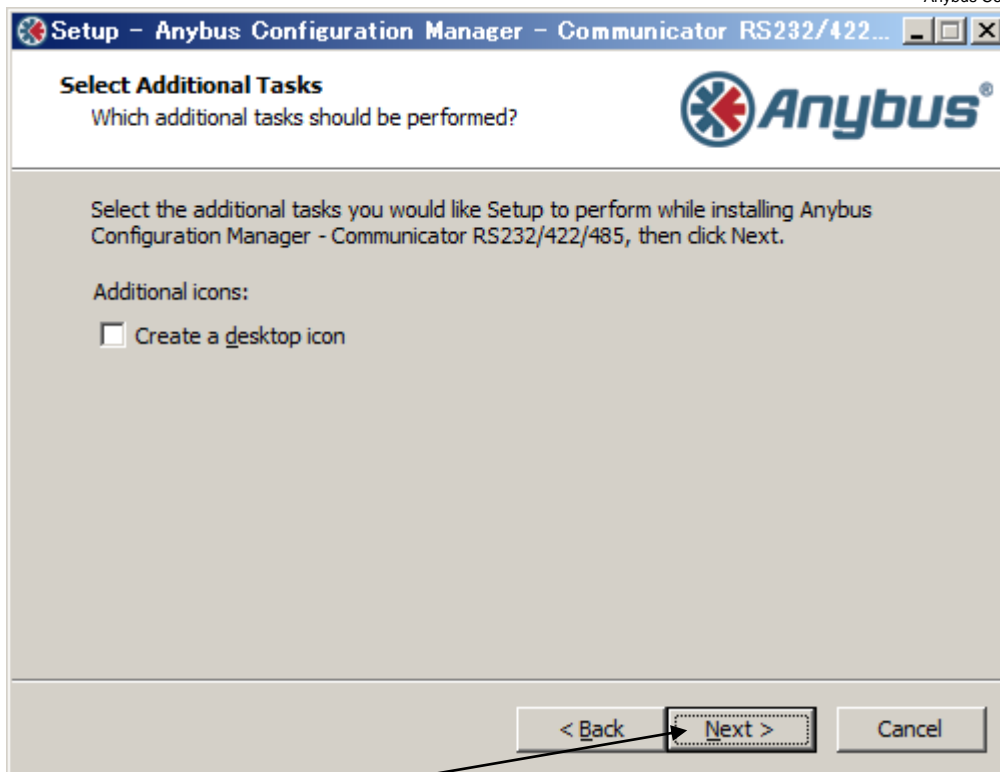 Setup - Anybus Configuration Manager - Communicator RS232/422...
Select Additional Tasks
Which additional tasks should be performed?
Anybus®
Select the additional tasks you would like Setup to perform while installing Anybus
Configuration Manager - Communicator RS232/422/485, then click Next.
Additional icons:
Create a desktop icon
< Back Next > Cancel